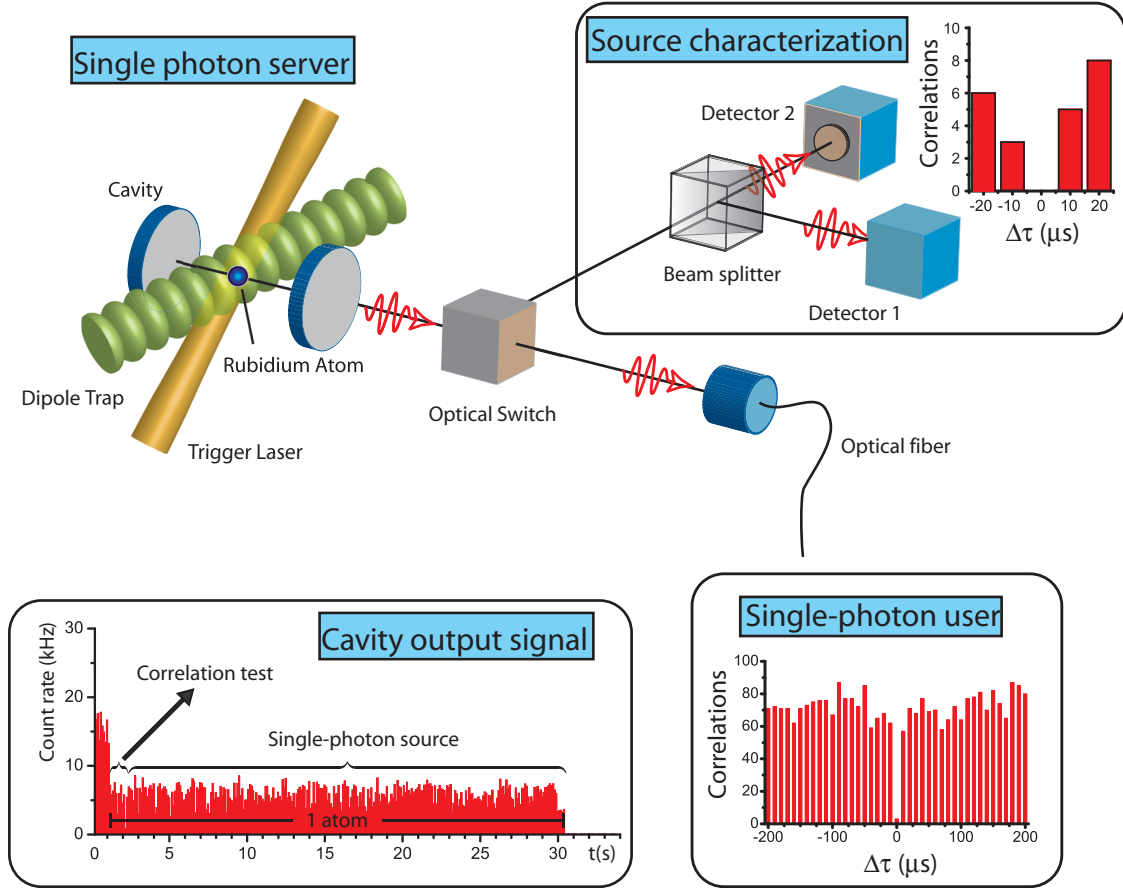 Single photon server
Cavity
Rubidium Atom
Dipole Trap
Trigger Laser
Optical Switch
Optical fiber
Source characterization
Detector 2
Beam splitter
Detector 1
Correlations
10
8
6
4
2
0
-20 -10 0 10 20
Δτ (μs)
Cavity output signal
Count rate (kHz)
30
20
10
0
Correlation test
Single-photon source
1 atom
0 5 10 15 20 25 30 t(s)
Single-photon user
Correlations
100
80
60
40
20
0
-200 -100 0 100 200
Δτ (μs)